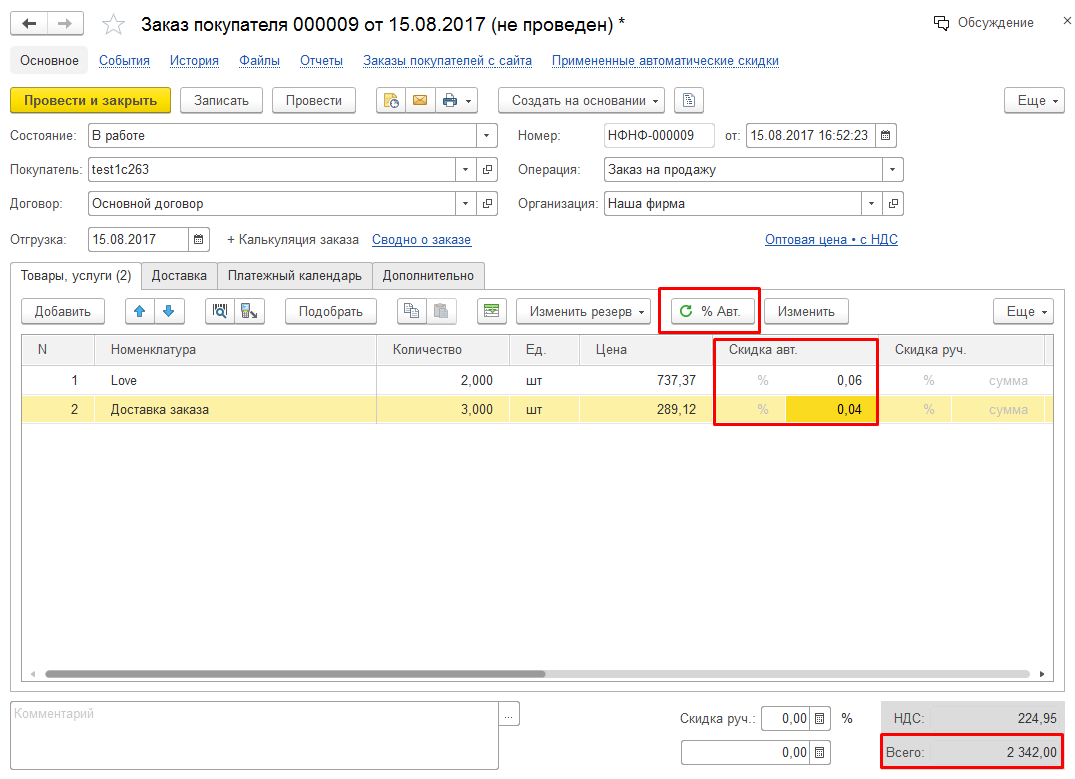 Заказ покупателя 000009 от 15.08.2017 (не проведен) *
Обсуждение
Основное События История Файлы Отчеты Заказы покупателей с сайта Примененные автоматические скидки
Провести и закрыть Записать Провести Создать на основании Еще
Состояние: В работе Номер: НФНФ-000009 от: 15.08.2017 16:52:23
Покупатель: test1c263 Операция: Заказ на продажу
Договор: Основной договор Организация: Наша фирма
Отгрузка: 15.08.2017 + Калькуляция заказа Сводно о заказе Оптовая цена • с НДС
Товары, услуги (2) Доставка Платежный календарь Дополнительно
Добавить Подобрать Изменить резерв % Авт. Изменить Еще
N Номенклатура Количество Ед. Цена Скидка авт. Скидка руч.
1 Love 2,000 шт 737,37 % 0,06 % сумма
2 Доставка заказа 3,000 шт 289,12 % 0,04 % сумма
Комментарий ... Скидка руч.: 0,00 % НДС: 224,95
0,00 Всего: 2 342,00